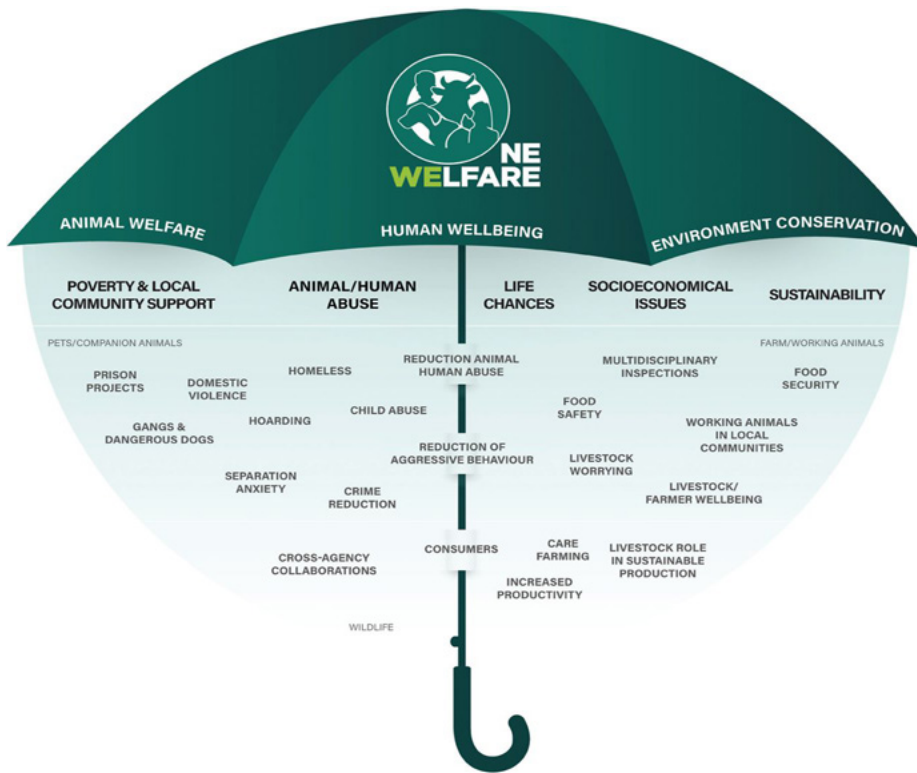 NE
WELFARE
ANIMAL WELFARE
HUMAN WELLBEING
ENVIRONMENT CONSERVATION
POVERTY & LOCAL
COMMUNITY SUPPORT
ANIMAL/HUMAN
ABUSE
LIFE
CHANCES
SOCIOECONOMICAL
ISSUES
SUSTAINABILITY
PETS/COMPANION ANIMALS
FARM/WORKING ANIMALS
PRISON
PROJECTS
DOMESTIC
VIOLENCE
HOMELESS
REDUCTION ANIMAL
HUMAN ABUSE
MULTIDISCIPLINARY
INSPECTIONS
FOOD
SECURITY
GANGS &
DANGEROUS DOGS
HOARDING
CHILD ABUSE
FOOD
SAFETY
WORKING ANIMALS
IN LOCAL
COMMUNITIES
REDUCTION OF
AGGRESSIVE BEHAVIOUR
LIVESTOCK
WORRYING
SEPARATION
ANXIETY
CRIME
REDUCTION
LIVESTOCK/
FARMER WELLBEING
CROSS-AGENCY
COLLABORATIONS
CONSUMERS
CARE
FARMING
LIVESTOCK ROLE
IN SUSTAINABLE
PRODUCTION
INCREASED
PRODUCTIVITY
WILDLIFE